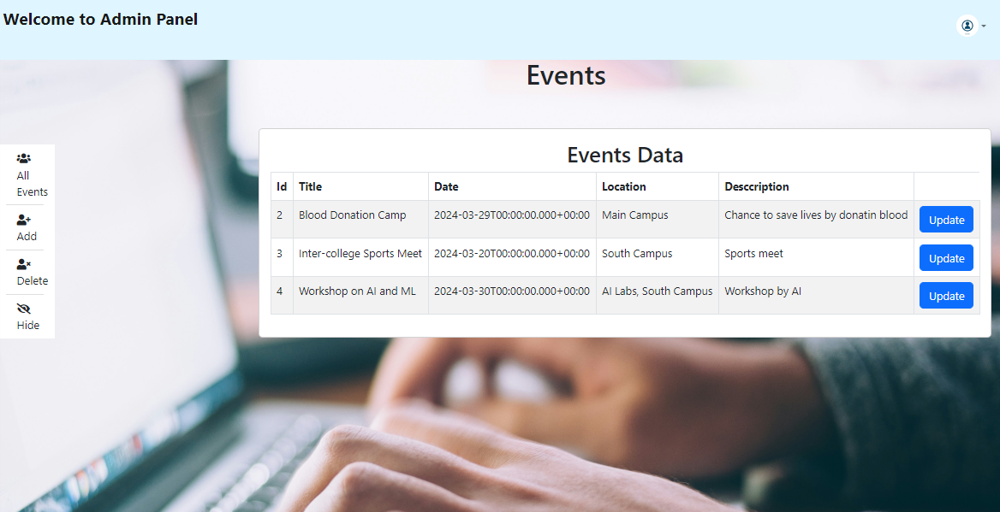 Welcome to Admin Panel
Events
All
Events
Add
Delete
Hide
Events Data
Id Title Date Location Desccription
2 Blood Donation Camp 2024-03-29T00:00:00.000+00:00 Main Campus Chance to save lives by donatin blood Update
3 Inter-college Sports Meet 2024-03-20T00:00:00.000+00:00 South Campus Sports meet Update
4 Workshop on AI and ML 2024-03-30T00:00:00.000+00:00 AI Labs, South Campus Workshop by AI Update